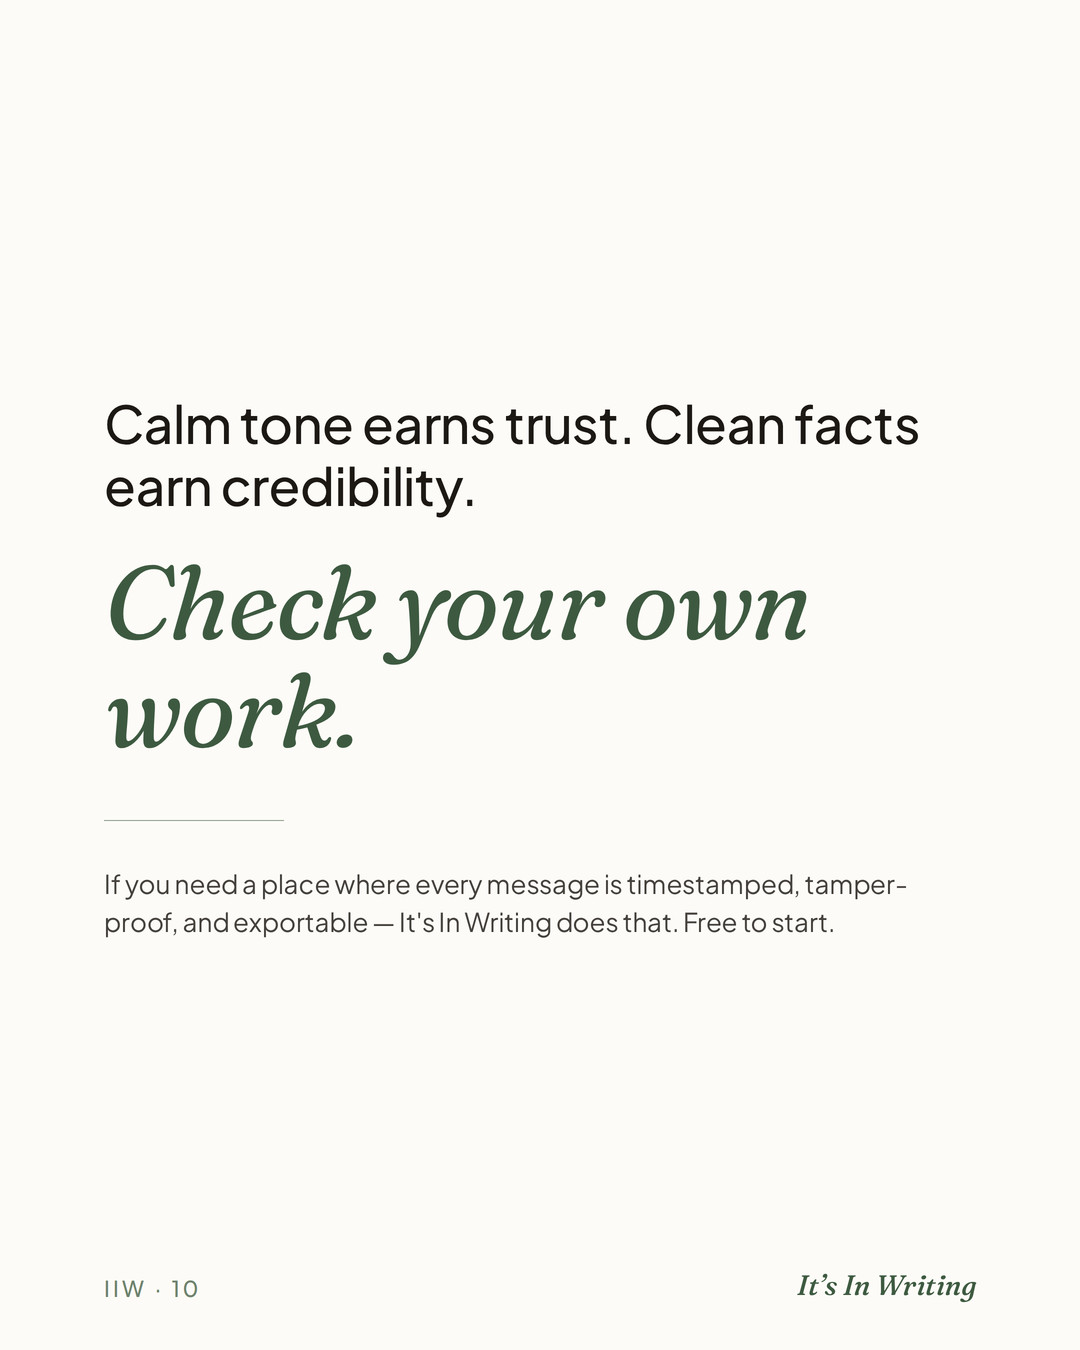 Calm tone earns trust. Clean facts
earn credibility.
Check your own
work.
If you need a place where every message is timestamped, tamper-
proof, and exportable — It's In Writing does that. Free to start.
IIW · 10
It’s In Writing